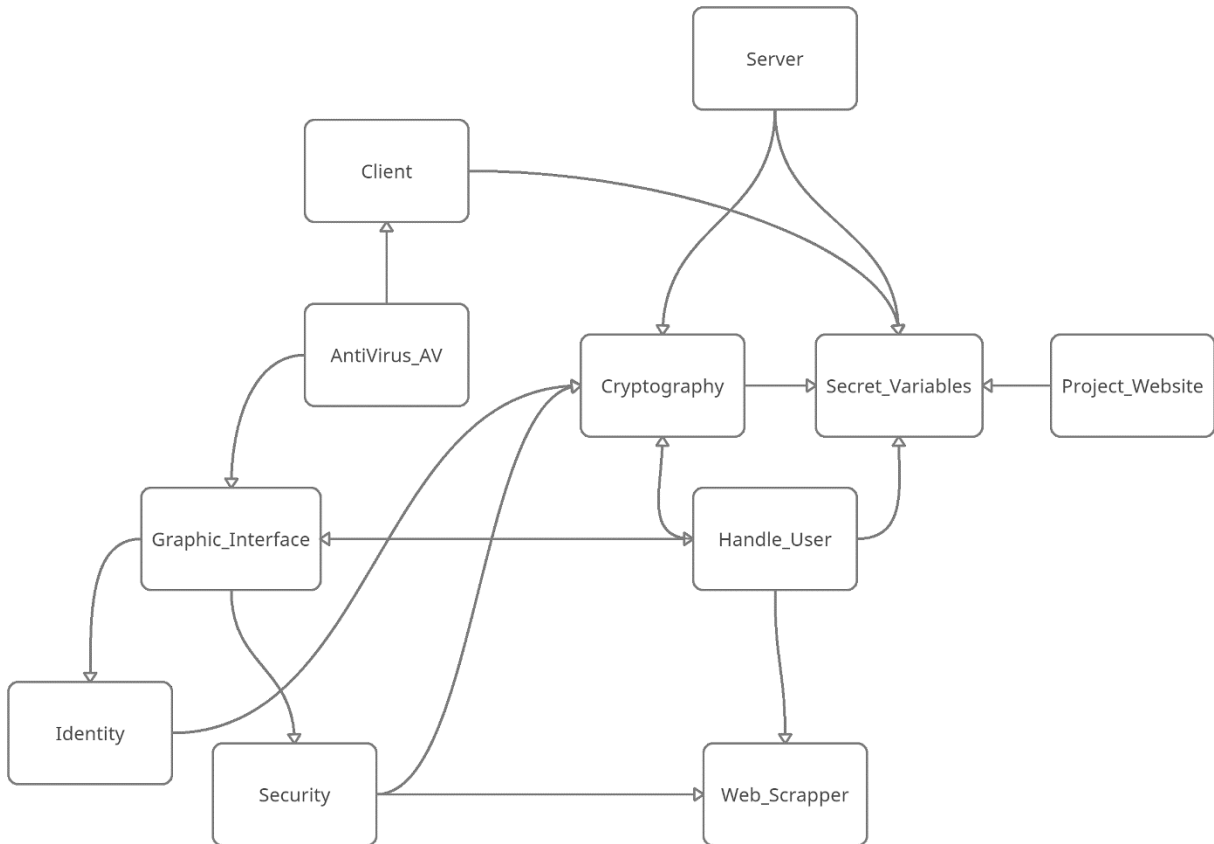 Server
Client
AntiVirus_AV
Cryptography
Secret_Variables
Project_Website
Graphic_Interface
Handle_User
Identity
Security
Web_Scrapper